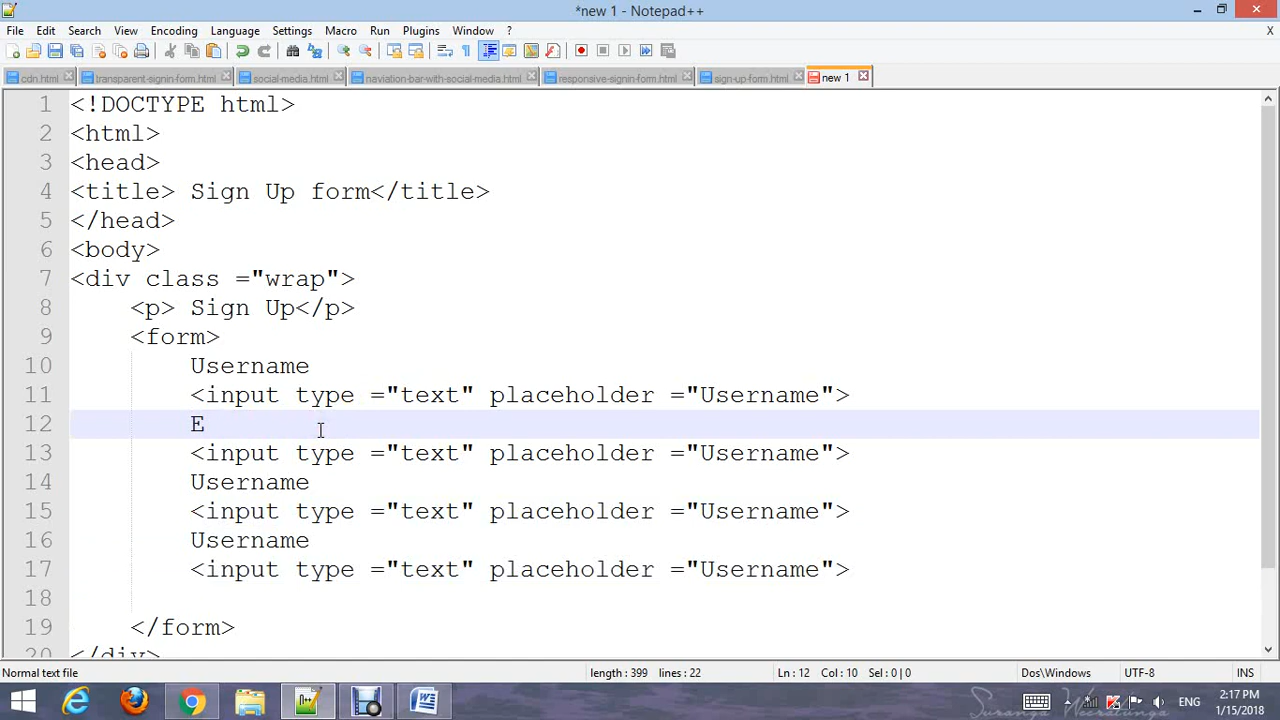 *new 1 - Notepad++
File Edit Search View Encoding Language Settings Macro Run Plugins Window ? X
cdn.html transparent-signin-form.html social-media.html naviation-bar-with-social-media.html responsive-signin-form.html sign-up-form.html new 1
1 <!DOCTYPE html>
2 <html>
3 <head>
4 <title> Sign Up form</title>
5 </head>
6 <body>
7 <div class ="wrap">
8 <p> Sign Up</p>
9 <form>
10 Username
11 <input type ="text" placeholder ="Username">
12 E
13 <input type ="text" placeholder ="Username">
14 Username
15 <input type ="text" placeholder ="Username">
16 Username
17 <input type ="text" placeholder ="Username">
18
19 </form>
20 </div>
Normal text file length : 399 lines : 22 Ln : 12 Col : 10 Sel : 0 | 0 Dos\Windows UTF-8 INS
Suranga Weeratunga ENG 2:17 PM
1/15/2018